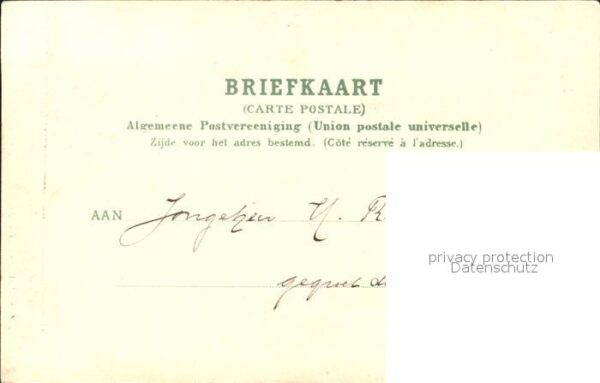 BRIEFKAART
(CARTE POSTALE)
Algemeene Postvereeniging (Union postale universelle)
Zijde voor het adres bestemd. (Côté réservé à l'adresse.)
AAN Jongeheer H. R
privacy protection
Datenschutz